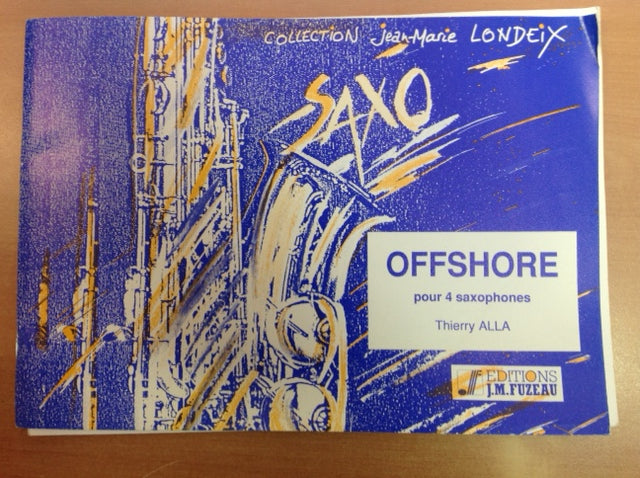 COLLECTION Jean-Marie LONDEIX
SAXO
OFFSHORE
pour 4 saxophones
Thierry ALLA
EDITIONS
J.M.FUZEAU